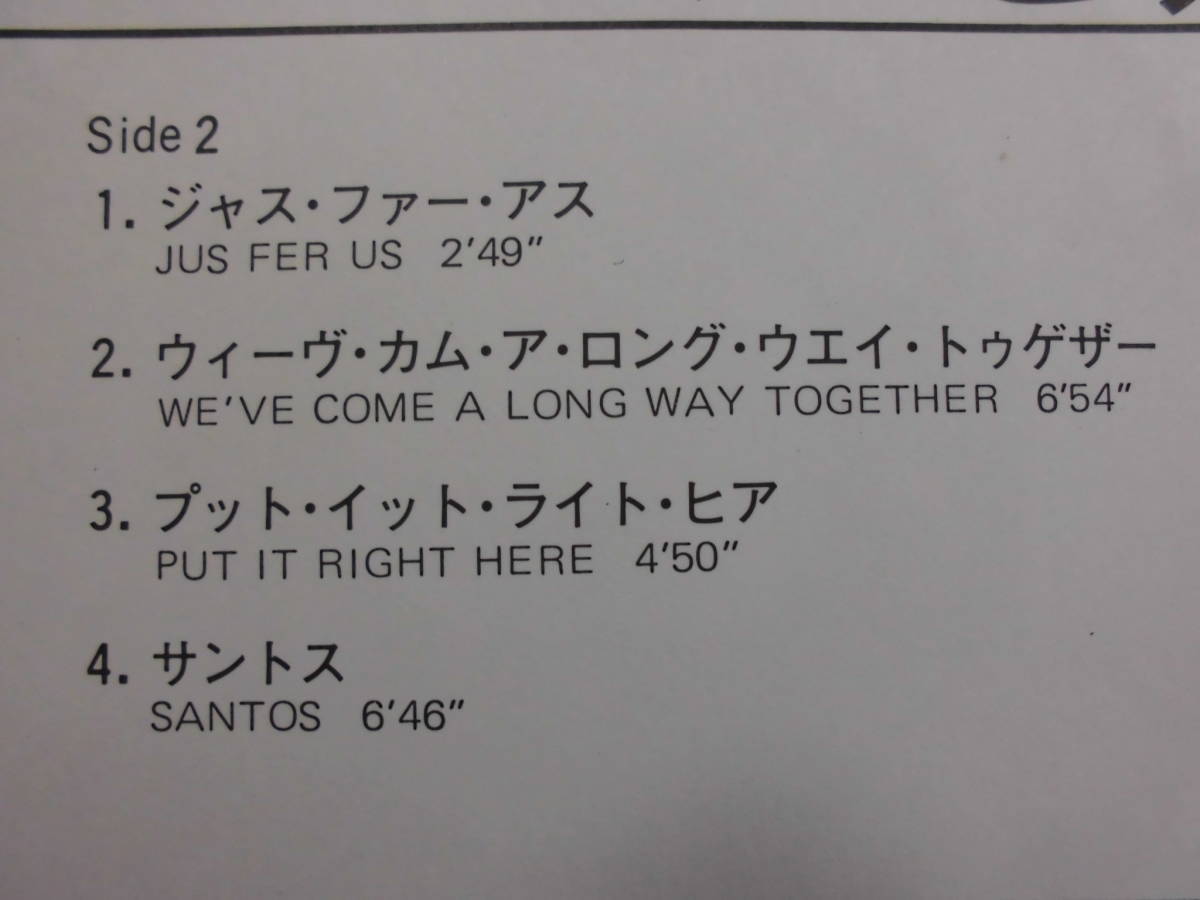 Side 2
1. ジャス・ファー・アス
JUS FER US 2'49"
2. ウィーヴ・カム・ア・ロング・ウエイ・トゥゲザー
WE'VE COME A LONG WAY TOGETHER 6'54"
3. プット・イット・ライト・ヒア
PUT IT RIGHT HERE 4'50"
4. サントス
SANTOS 6'46"